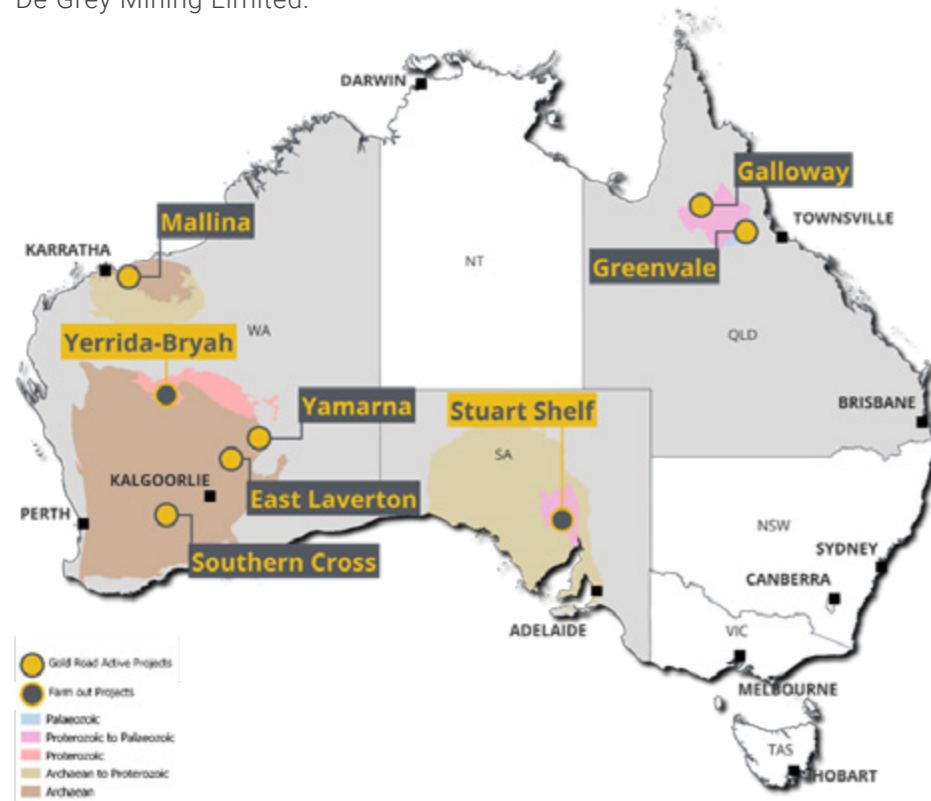 De Grey Mining Limited.
DARWIN
Galloway
Mallina
TOWNSVILLE
KARRATHA
Greenvale
NT
WA
QLD
Yerrida-Bryah
Yamarna
Stuart Shelf
BRISBANE
SA
KALGOORLIE
East Laverton
PERTH
NSW
Southern Cross
SYDNEY
CANBERRA
ADELAIDE
VIC
MELBOURNE
TAS
HOBART
Gold Road Active Projects
Farm out Projects
Palaeozoic
Proterozoic to Palaeozoic
Proterozoic
Archaean to Proterozoic
Archaean